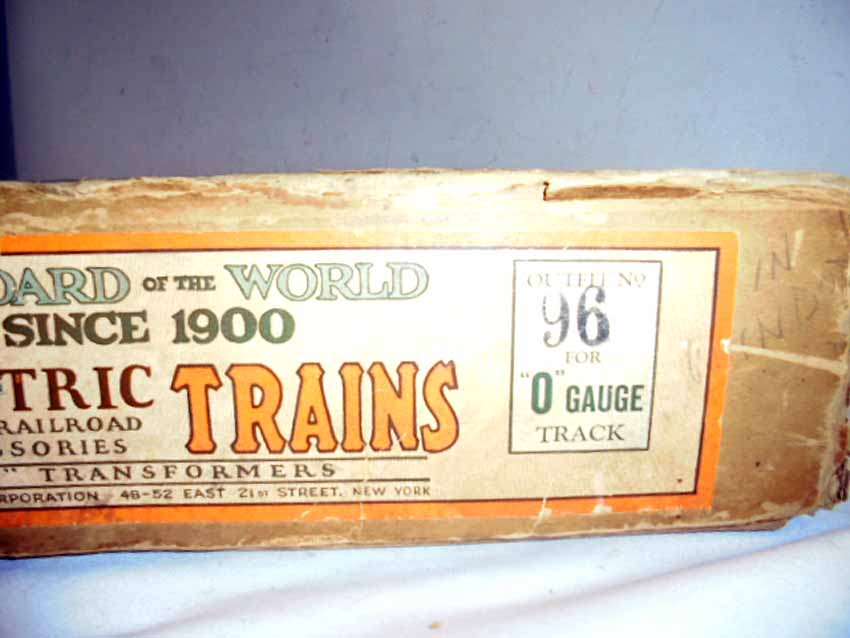 DARD OF THE WORLD
SINCE 1900
TRIC TRAINS
RAILROAD
SSORIES
" TRANSFORMERS
RPORATION 48-52 EAST 21ST STREET. NEW YORK
OUTFIT No
96
FOR
"O" GAUGE
TRACK
IN